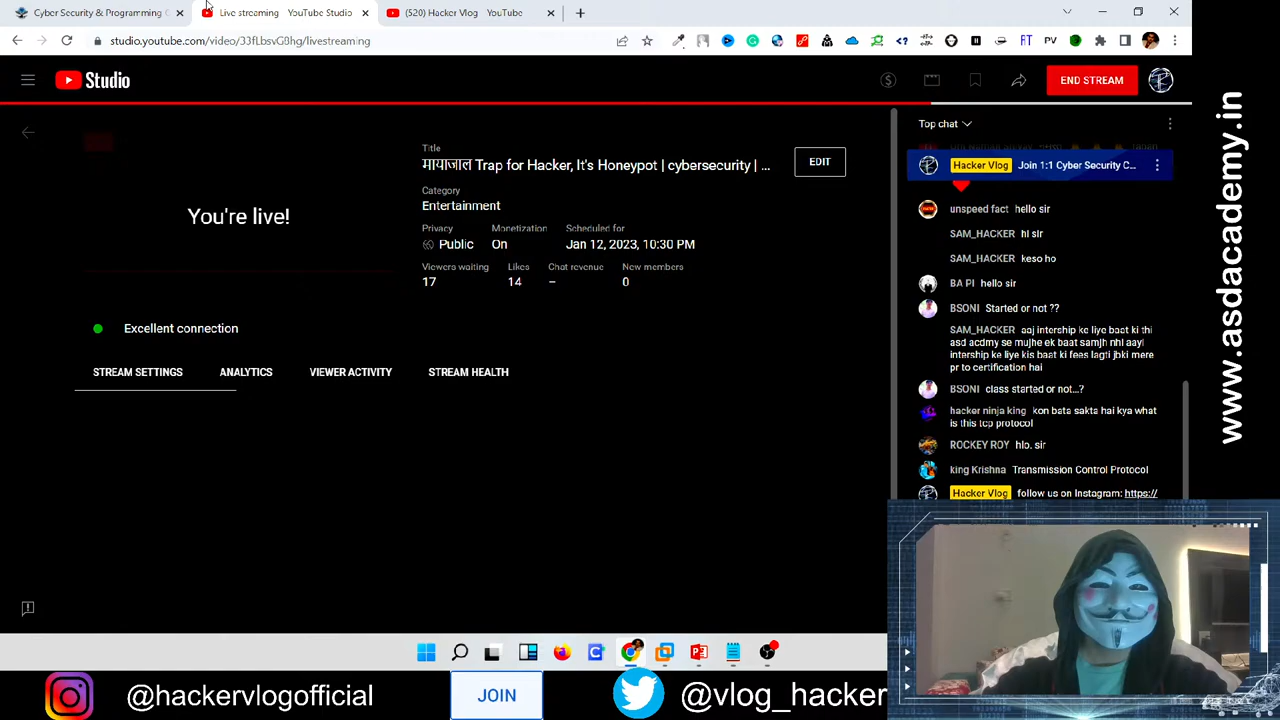 Cyber Security & Programming C
Live streaming - YouTube Studio
(520) Hacker Vlog - YouTube
studio.youtube.com/video/33fLbsvG8hg/livestreaming
Studio
END STREAM
Title
मायाजाल Trap for Hacker, It's Honeypot | cybersecurity | ...
EDIT
Category
Entertainment
Privacy Monetization Scheduled for
Public On Jan 12, 2023, 10:30 PM
Viewers waiting Likes Chat revenue New members
17 14 – 0
You're live!
Excellent connection
STREAM SETTINGS ANALYTICS VIEWER ACTIVITY STREAM HEALTH
Top chat
Hacker Vlog Join 1:1 Cyber Security C...
unspeed fact hello sir
SAM_HACKER hi sir
SAM_HACKER keso ho
BA PI hello sir
BSONI Started or not ??
SAM_HACKER aaj intership ke liye baat ki thi
asd acdmy se mujhe ek baat samjh nhi aayi
intership ke liye kis baat ki fees lagti jbki mere
pr to certification hai
BSONI class started or not...?
hacker ninja king kon bata sakta hai kya what
is this tcp protocol
ROCKEY ROY hlo. sir
king Krishna Transmission Control Protocol
Hacker Vlog follow us on Instagram: https://
www.asdacademy.in
@hackervlogofficial
JOIN
@vlog_hacker